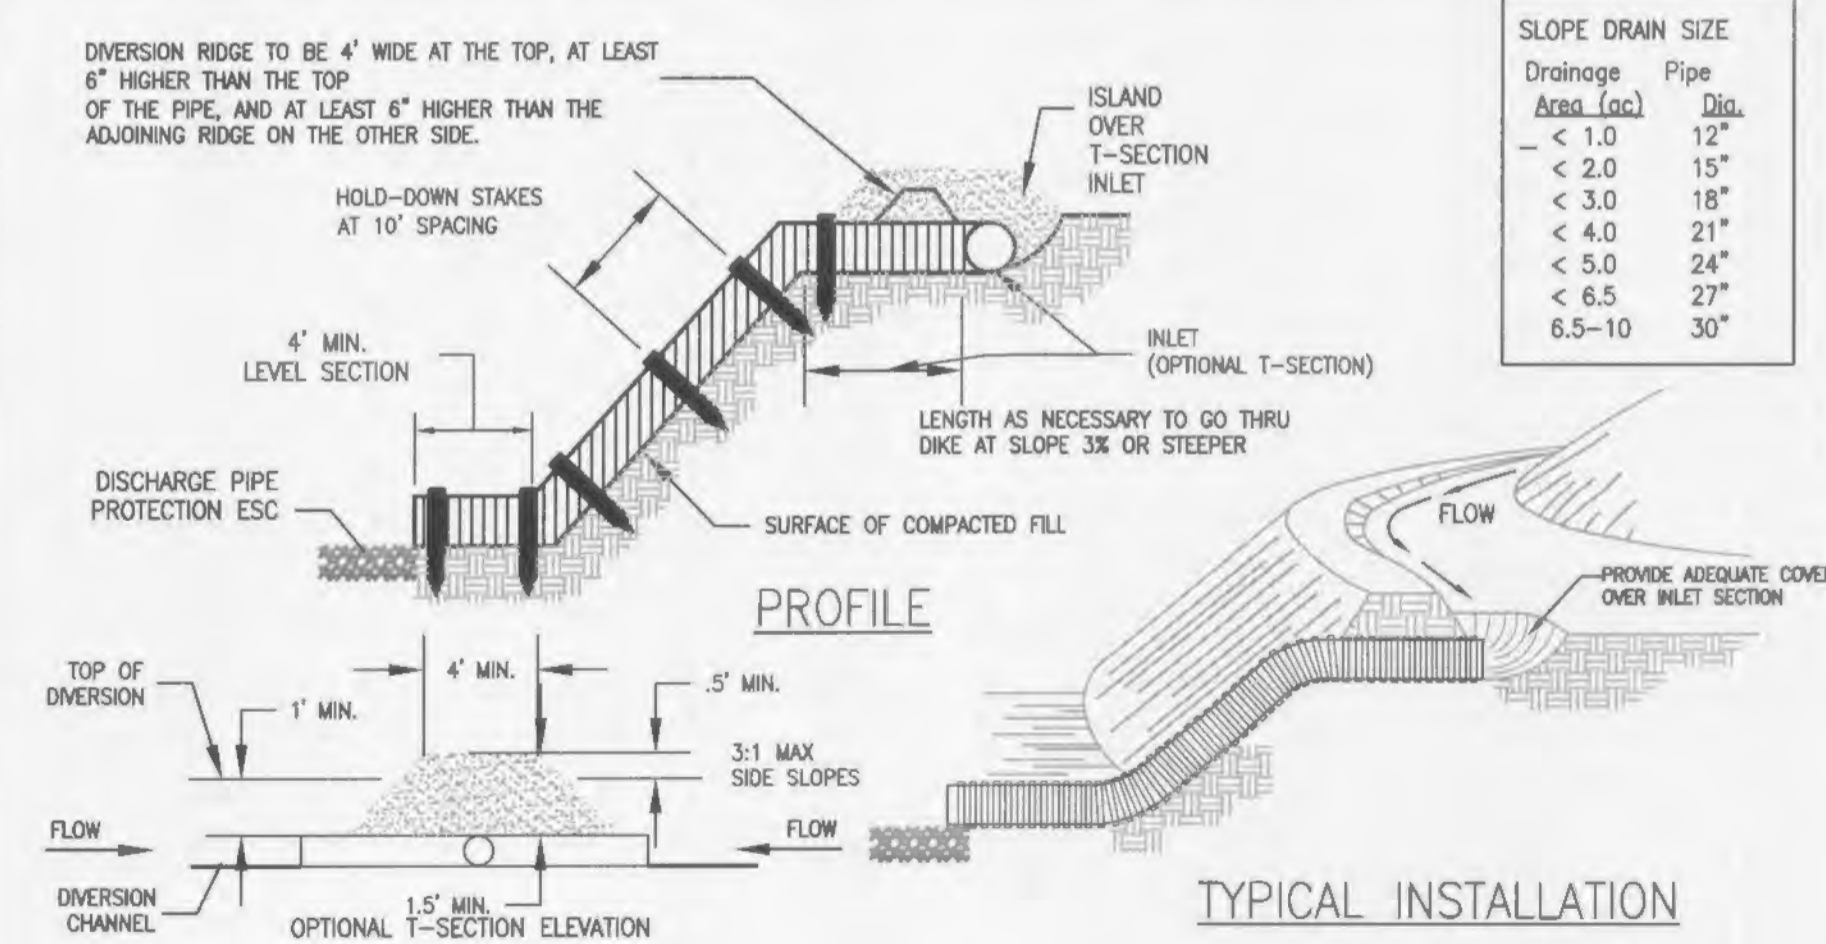 DIVERSION RIDGE TO BE 4' WIDE AT THE TOP, AT LEAST
6" HIGHER THAN THE TOP
OF THE PIPE, AND AT LEAST 6" HIGHER THAN THE
ADJOINING RIDGE ON THE OTHER SIDE.
HOLD-DOWN STAKES
AT 10' SPACING
ISLAND
OVER
T-SECTION
INLET
SLOPE DRAIN SIZE
Drainage Pipe
Area (ac) Dia.
< 1.0 12"
< 2.0 15"
< 3.0 18"
< 4.0 21"
< 5.0 24"
< 6.5 27"
6.5-10 30"
4' MIN.
LEVEL SECTION
INLET
(OPTIONAL T-SECTION)
LENGTH AS NECESSARY TO GO THRU
DIKE AT SLOPE 3% OR STEEPER
DISCHARGE PIPE
PROTECTION ESC
SURFACE OF COMPACTED FILL
PROFILE
FLOW
PROVIDE ADEQUATE COVE
OVER INLET SECTION
TOP OF
DIVERSION
1' MIN.
4' MIN.
.5' MIN.
3:1 MAX
SIDE SLOPES
FLOW
FLOW
DIVERSION
CHANNEL
1.5' MIN.
OPTIONAL T-SECTION ELEVATION
TYPICAL INSTALLATION